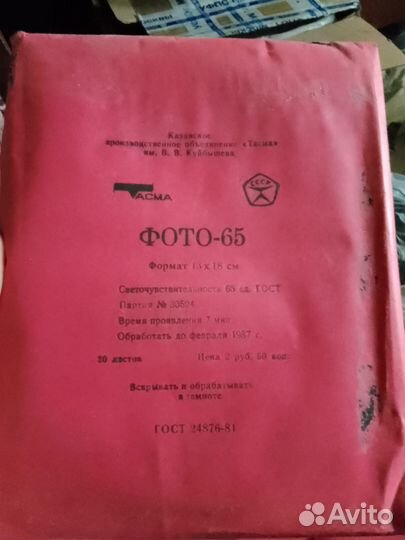 Казанское
производственное объединение «Тасма»
им. В. В. Куйбышева
ТАСМА
СССР
ФОТО-65
Формат 13 х 18 см
Светочувствительность 65 ед. ГОСТ
Партия №
Время проявления 7 мин
Обработать до февраля 1987 г.
20 листов Цена 2 руб. 50 коп.
Вскрывать и обрабатывать
в темноте
ГОСТ 24876-81
Avito